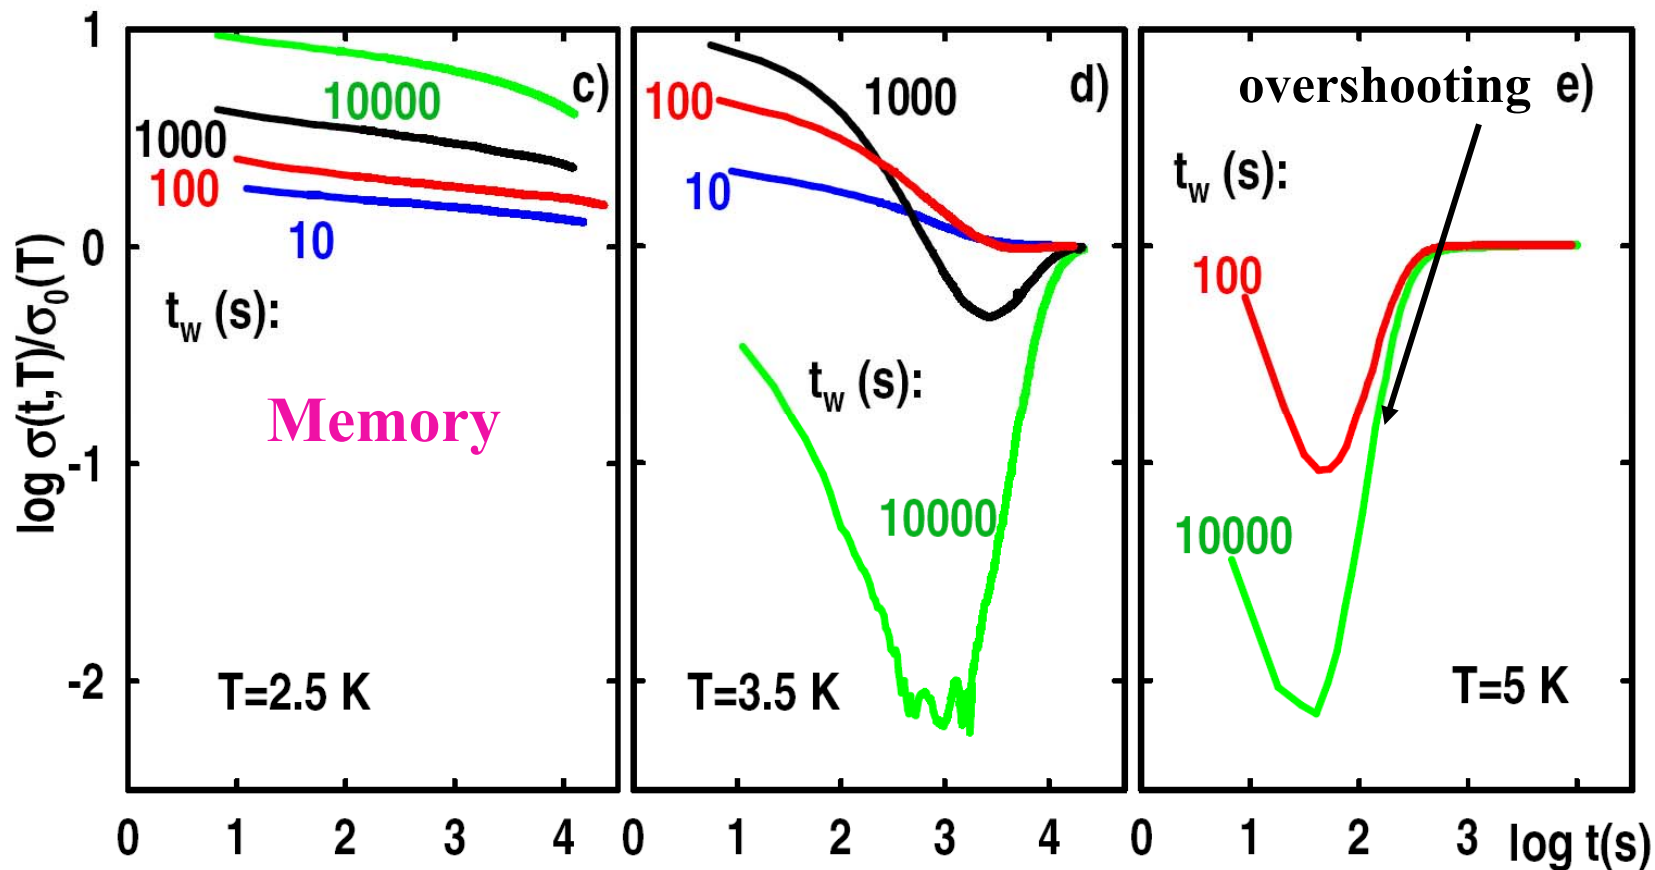 log σ(t,T)/σ₀(T)
1
0
-1
-2
c)
10000
1000
100
10
t_w (s):
Memory
T=2.5 K
0 1 2 3 4
d)
1000
100
10
t_w (s):
10000
T=3.5 K
0 1 2 3 4
overshooting e)
t_w (s):
100
10000
T=5 K
0 1 2 3 log t(s)